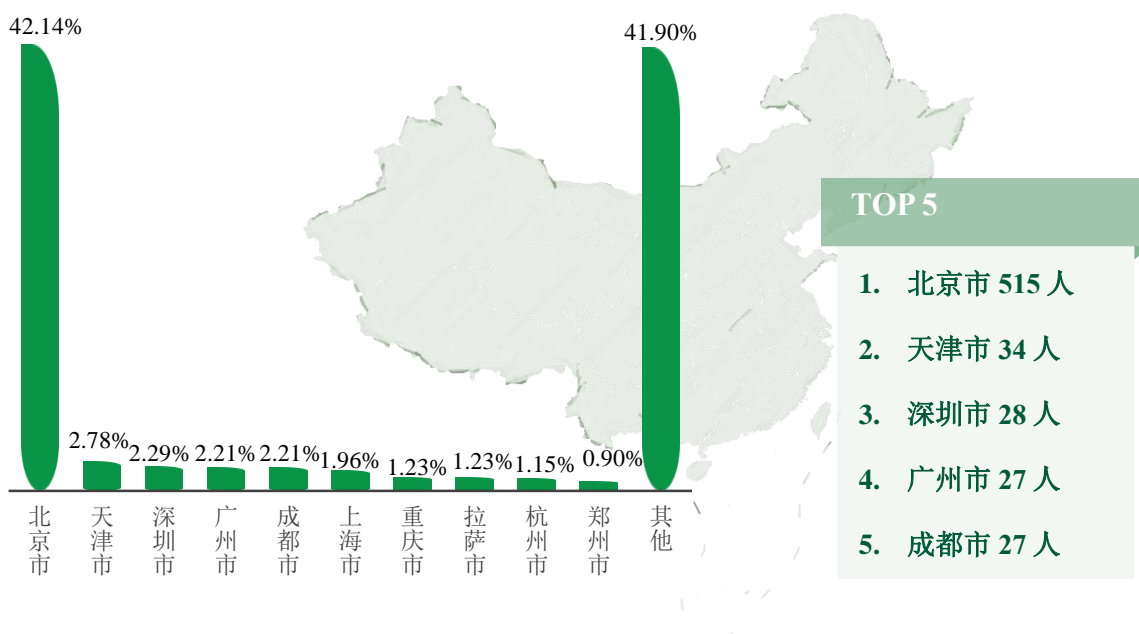 42.14%
41.90%
2.78%
2.29%
2.21%
2.21%
1.96%
1.23%
1.23%
1.15%
0.90%
北京市
天津市
深圳市
广州市
成都市
上海市
重庆市
拉萨市
杭州市
郑州市
其他
TOP 5
1. 北京市 515 人
2. 天津市 34 人
3. 深圳市 28 人
4. 广州市 27 人
5. 成都市 27 人